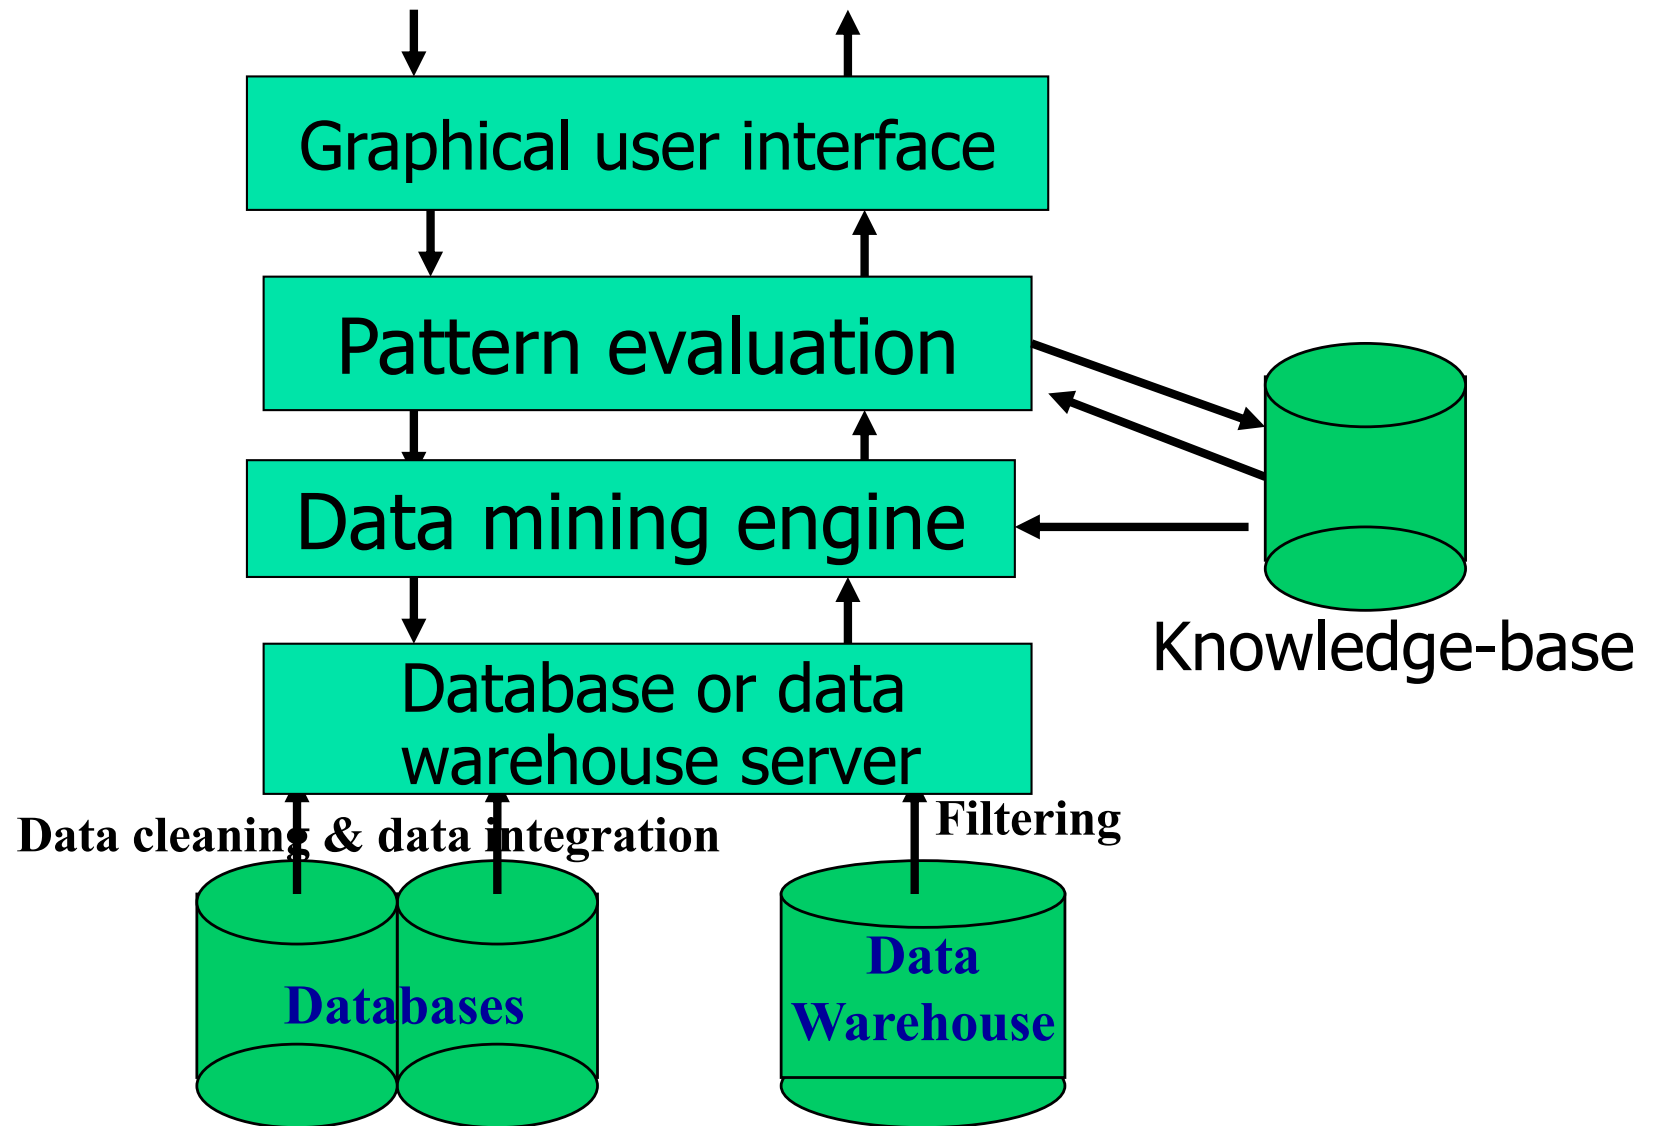 Graphical user interface
Pattern evaluation
Data mining engine
Knowledge-base
Database or data
warehouse server
Data cleaning & data integration
Filtering
Databases
Data
Warehouse